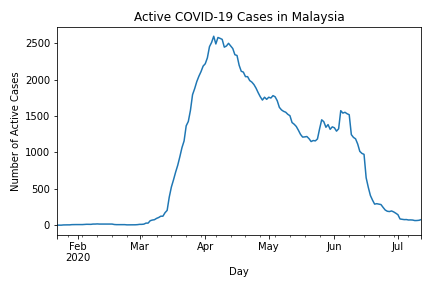 Active COVID-19 Cases in Malaysia
Number of Active Cases
2500
2000
1500
1000
500
0
Feb Mar Apr May Jun Jul
2020
Day